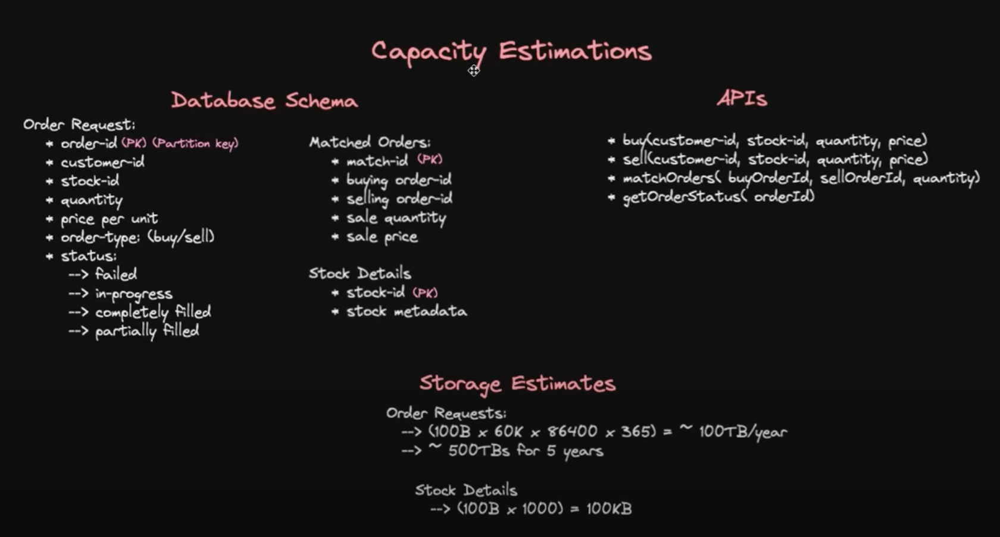 Capacity Estimations
Database Schema
Order Request:
* order-id (PK) (Partition key)
* customer-id
* stock-id
* quantity
* price per unit
* order-type: (buy/sell)
* status:
--> failed
--> in-progress
--> completely filled
--> partially filled
Matched Orders:
* match-id (PK)
* buying order-id
* selling order-id
* sale quantity
* sale price
Stock Details
* stock-id (PK)
* stock metadata
APIs
* buy(customer-id, stock-id, quantity, price)
* sell(customer-id, stock-id, quantity, price)
* matchOrders( buyOrderId, sellOrderId, quantity)
* getOrderStatus( orderId)
Storage Estimates
Order Requests:
--> (100B x 60K x 86400 x 365) = ~ 100TB/year
--> ~ 500TBs for 5 years
Stock Details
--> (100B x 1000) = 100KB